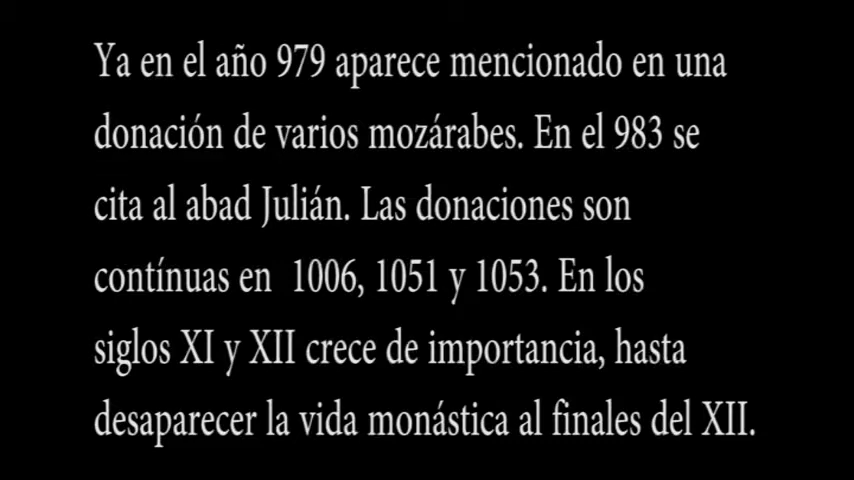 Ya en el año 979 aparece mencionado en una
donación de varios mozárabes. En el 983 se
cita al abad Julián. Las donaciones son
contínuas en  1006, 1051 y 1053. En los
siglos XI y XII crece de importancia, hasta
desaparecer la vida monástica al finales del XII.